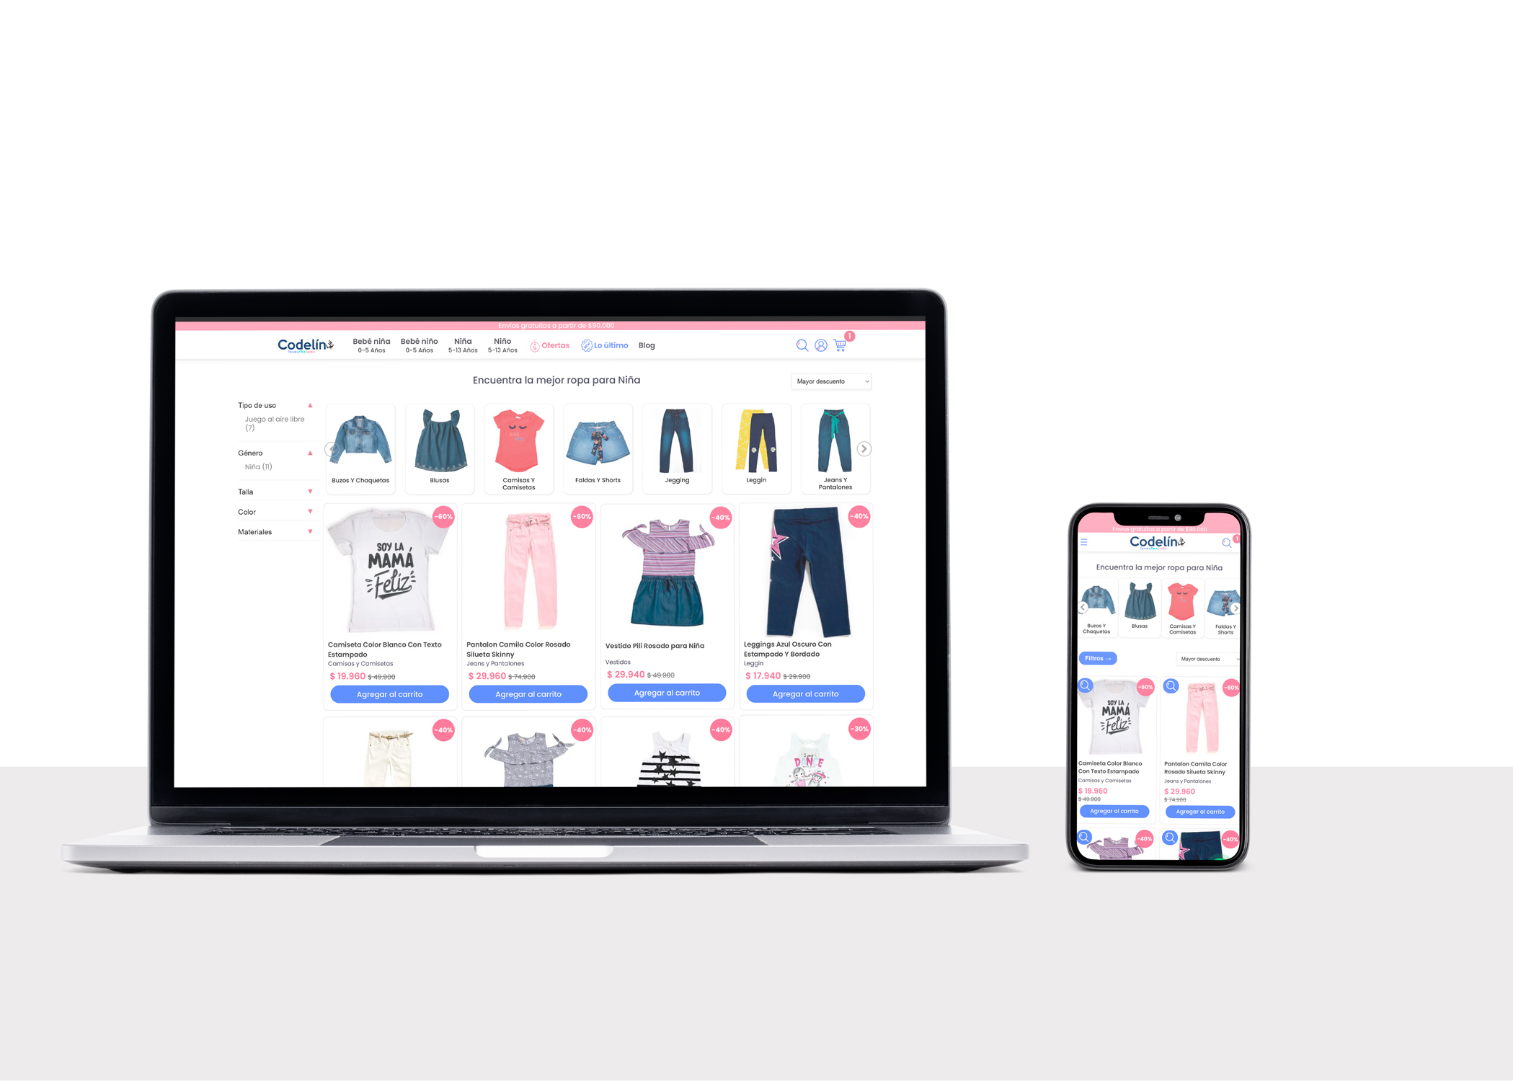 Envíos gratuitos a partir de $90.000
Codelín
Bebé niña
0-5 Años
Bebé niño
0-5 Años
Niña
5-13 Años
Niño
5-13 Años
Ofertas
Lo último
Blog
1
Encuentra la mejor ropa para Niña
Mayor descuento
Tipo de uso
Juego al aire libre
(7)
Género
Niña (11)
Talla
Color
Materiales
Buzos Y Chaquetas
Blusas
Camisas Y
Camisetas
Faldas Y Shorts
Jegging
Leggin
Jeans Y
Pantalones
-60%
SOY LA
MAMÁ
Feliz
Camiseta Color Blanco Con Texto
Estampado
Camisas y Camisetas
$ 19.960 $ 49.900
Agregar al carrito
-60%
Pantalon Camila Color Rosado
Silueta Skinny
Jeans y Pantalones
$ 29.960 $ 74.900
Agregar al carrito
-40%
Vestido Pili Rosado para Niña
Vestidos
$ 29.940 $ 49.900
Agregar al carrito
-40%
Leggings Azul Oscuro Con
Estampado Y Bordado
Leggin
$ 17.940 $ 29.900
Agregar al carrito
-40%
-40%
-40%
-30%
Codelín
1
Encuentra la mejor ropa para Niña
Buzos Y
Chaquetas
Blusas
Camisas Y
Camisetas
Faldas Y
Shorts
Filtros →
Mayor descuento
-60%
SOY LA
MAMÁ
Feliz
Camiseta Color Blanco
Con Texto Estampado
Camisas y Camisetas
$ 19.960
$ 49.900
Agregar al carrito
-60%
Pantalon Camila Color
Rosado Silueta Skinny
Jeans y Pantalones
$ 29.960
$ 74.900
Agregar al carrito
-40%
-40%